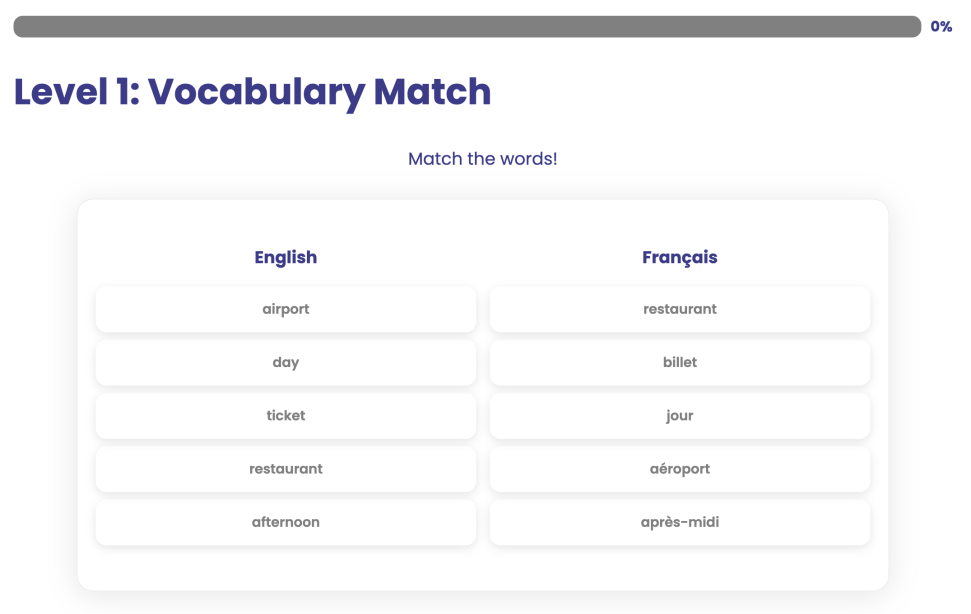 0%
Level 1: Vocabulary Match
Match the words!
English Français
airport restaurant
day billet
ticket jour
restaurant aéroport
afternoon après-midi